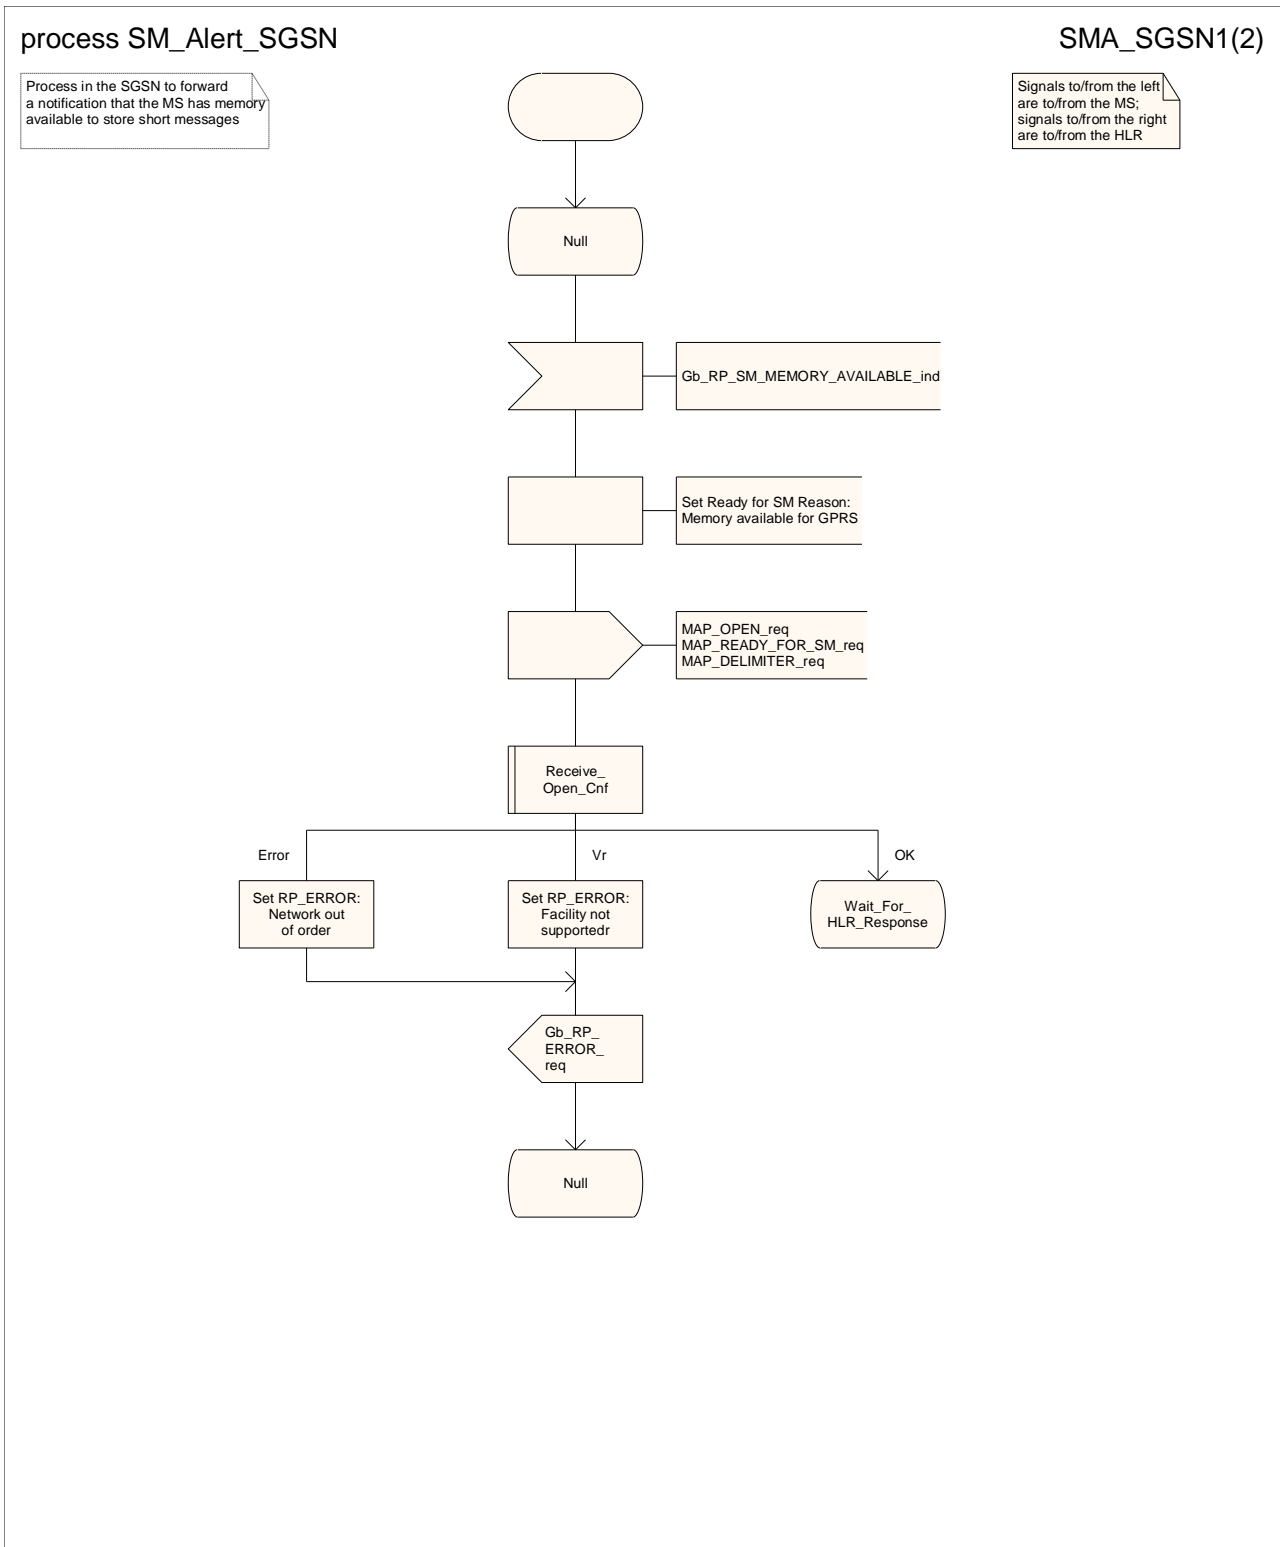 process SM_Alert_SGSN
SMA_SGSN1(2)
Process in the SGSN to forward
a notification that the MS has memory
available to store short messages
Signals to/from the left
are to/from the MS;
signals to/from the right
are to/from the HLR
Null
Gb_RP_SM_MEMORY_AVAILABLE_ind
Set Ready for SM Reason:
Memory available for GPRS
MAP_OPEN_req
MAP_READY_FOR_SM_req
MAP_DELIMITER_req
Receive_
Open_Cnf
Error
Vr
OK
Set RP_ERROR:
Network out
of order
Set RP_ERROR:
Facility not
supportedr
Wait_For_
HLR_Response
Gb_RP_
ERROR_
req
Null